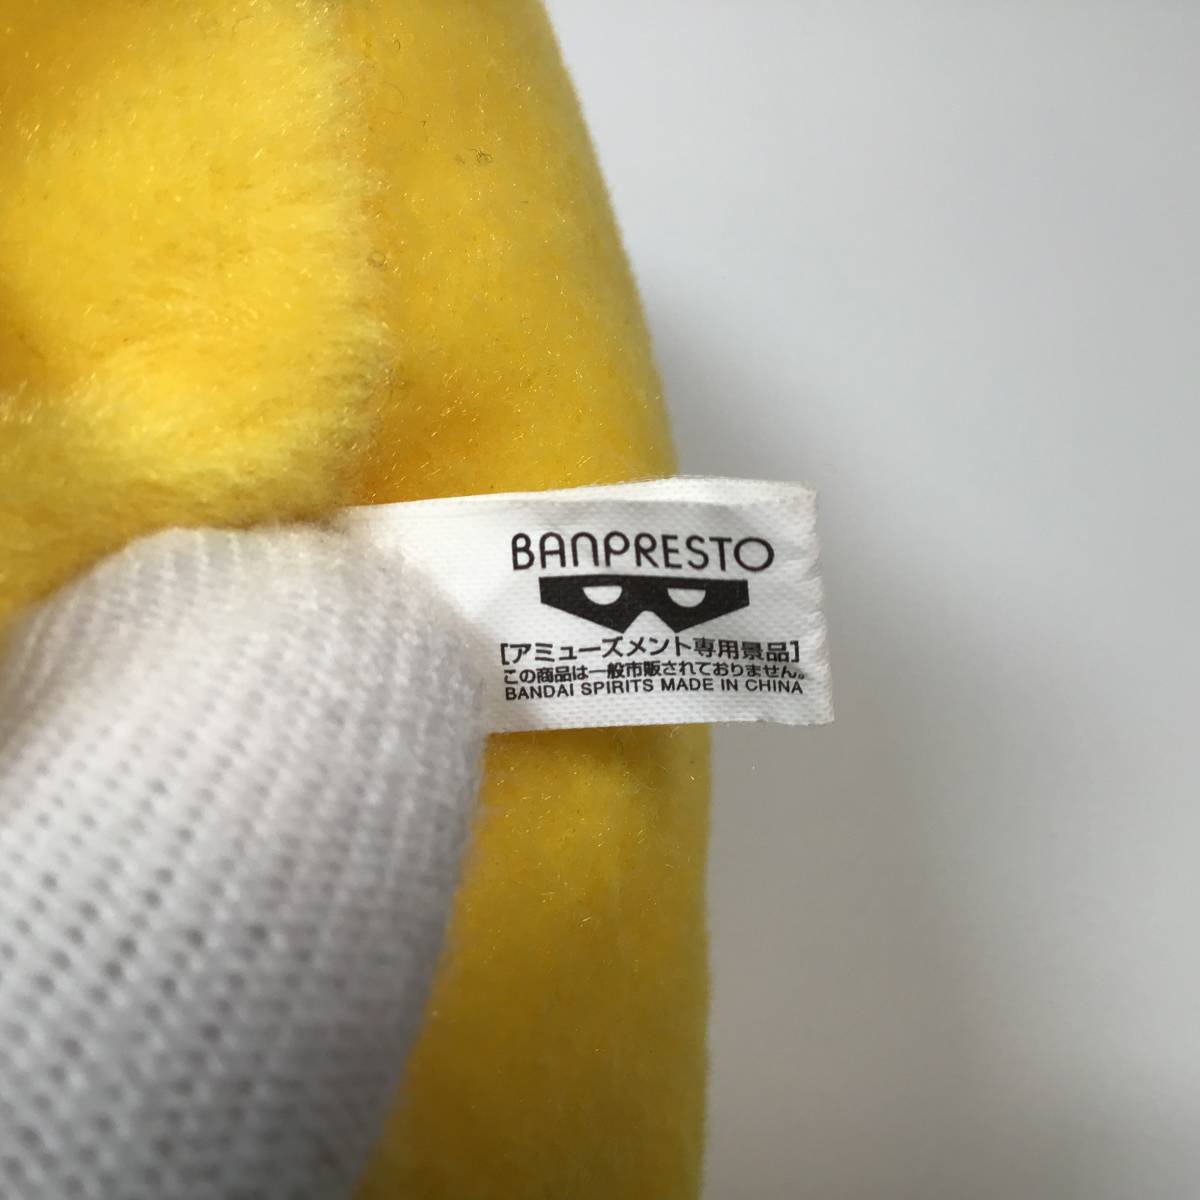 BANPRESTO
[アミューズメント専用景品]
この商品は一般市販されておりません。
BANDAI SPIRITS MADE IN CHINA